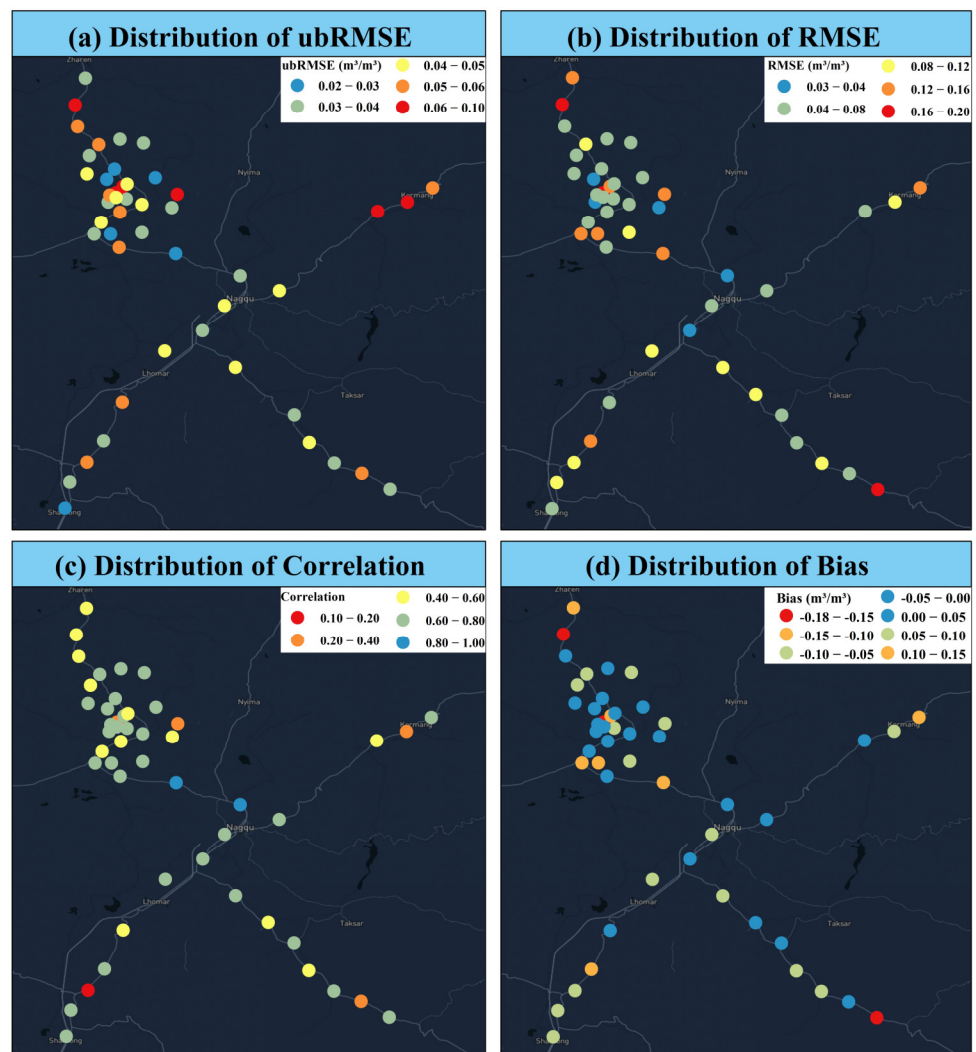 (a) Distribution of ubRMSE
Zharen
ubRMSE (m³/m³)
0.02 – 0.03
0.03 – 0.04
0.04 – 0.05
0.05 – 0.06
0.06 – 0.10
Nyima
Kormang
Nagqu
Lhomar
Taksar
(b) Distribution of RMSE
Zharen
RMSE (m³/m³)
0.03 – 0.04
0.04 – 0.08
0.08 – 0.12
0.12 – 0.16
0.16 – 0.20
Nyima
Kormang
Nagqu
Lhomar
Taksar
(c) Distribution of Correlation
Zharen
Correlation
0.10 – 0.20
0.20 – 0.40
0.40 – 0.60
0.60 – 0.80
0.80 – 1.00
Nyima
Nagqu
Lhomar
Taksar
(d) Distribution of Bias
Zharen
Bias (m³/m³)
-0.18 – -0.15
-0.15 – -0.10
-0.10 – -0.05
-0.05 – 0.00
0.00 – 0.05
0.05 – 0.10
0.10 – 0.15
Nyima
Kormang
Nagqu
Lhomar
Taksar